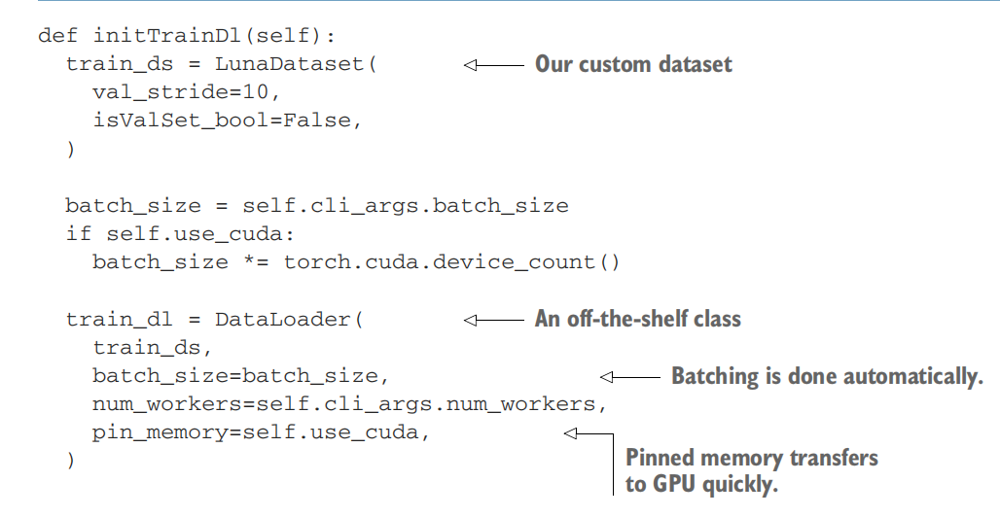 def initTrainDl(self):
  train_ds = LunaDataset(
Our custom dataset
    val_stride=10,
    isValSet_bool=False,
  )
  batch_size = self.cli_args.batch_size
  if self.use_cuda:
    batch_size *= torch.cuda.device_count()
  train_dl = DataLoader(
An off-the-shelf class
    train_ds,
    batch_size=batch_size,
Batching is done automatically.
    num_workers=self.cli_args.num_workers,
    pin_memory=self.use_cuda,
  )
Pinned memory transfers
to GPU quickly.